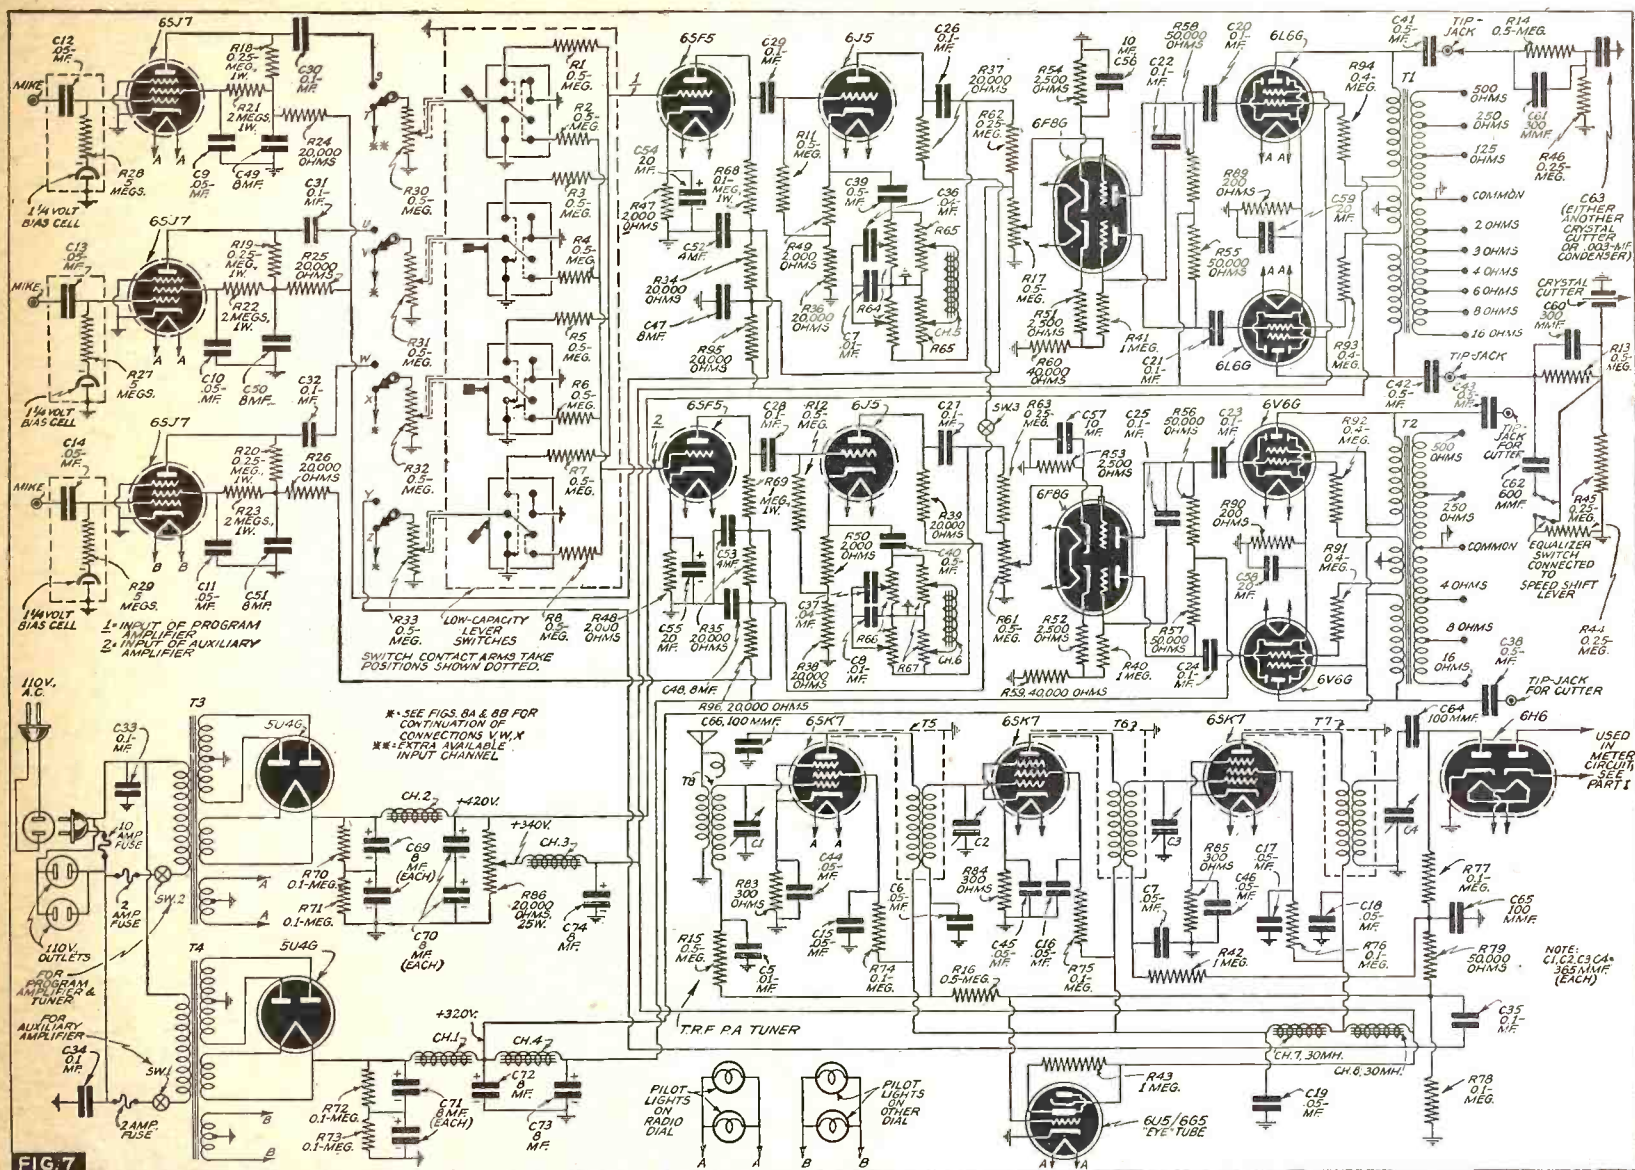 C12
.05-
MF.
6SJ7
R18
0.25-
MEG.,
1W.
C30
0.1-
MF.
MIKE
R21
2 MEGS.,
1W.
R24
20,000
OHMS
R28
5
MEGS.
C9
.05-
MF.
C49
8MF.
1¼ VOLT
BIAS CELL
S
T
**
R30
0.5-
MEG.
R1
0.5-
MEG.
R2
0.5-
MEG.
C13
.05-
MF.
6SJ7
C31
0.1-
MF.
R19
0.25-
MEG.,
1W.
R25
20,000
OHMS
MIKE
R22
2 MEGS.,
1W.
R27
5
MEGS.
C10
.05-
MF.
C50
8MF.
1¼ VOLT
BIAS CELL
U
V
*
R31
0.5-
MEG.
R3
0.5-
MEG.
R4
0.5-
MEG.
C14
.05-
MF.
6SJ7
C32
0.1-
MF.
R20
0.25-
MEG.,
1W.
R26
20,000
OHMS
MIKE
R23
2 MEGS.,
1W.
R29
5
MEGS.
C11
.05-
MF.
C51
8MF.
1¼ VOLT
BIAS CELL
W
X
*
R32
0.5-
MEG.
R5
0.5-
MEG.
R6
0.5-
MEG.
Y
Z
*
R33
0.5-
MEG.
R7
0.5-
MEG.
R8
0.5-
MEG.
A A
A A
B B
1= INPUT OF PROGRAM
AMPLIFIER
2= INPUT OF AUXILIARY
AMPLIFIER
LOW-CAPACITY
LEVER
SWITCHES
SWITCH CONTACT ARMS TAKE
POSITIONS SHOWN DOTTED.
1
6SF5
C29
0.1-
MF.
6J5
C26
0.1-
MF.
R37
20,000
OHMS
R62
0.25-
MEG.
C54
20
MF.
R47
2,000
OHMS
R68
0.1-
MEG.,
1W.
R11
0.5-
MEG.
C52
4MF.
R34
20,000
OHMS
C47
8MF.
R95
20,000
OHMS
R49
2,000
OHMS
R36
20,000
OHMS
C39
0.5-
MF.
C36
.04-
MF.
R65
R64
C7
.01-
MF.
CH.5
R65
R17
0.5-
MEG.
10
MF.
C56
R54
2,500
OHMS
6F8G
R51
2,500
OHMS
R60
40,000
OHMS
R41
1 MEG.
R58
50,000
OHMS
C20
0.1-
MF.
C22
0.1-
MF.
R55
50,000
OHMS
C21
0.1-
MF.
6L6G
A A
R89
200
OHMS
C59
20
MF.
A A
6L6G
R94
0.4-
MEG.
R93
0.4-
MEG.
C41
0.5-
MF.
TIP-
JACK
T1
500
OHMS
250
OHMS
125
OHMS
COMMON
2 OHMS
3 OHMS
4 OHMS
6 OHMS
8 OHMS
16 OHMS
R14
0.5-MEG.
C61
300
MMF.
R46
0.25-
MEG.
C63
(EITHER
ANOTHER
CRYSTAL
CUTTER
OR .003-MF.
CONDENSER)
CRYSTAL
CUTTER
C60
300
MMF.
R13
0.5-
MEG.
TIP-JACK
C42
0.5-
MF.
C43
0.5-
MF.
TIP-
JACK
FOR
CUTTER
C62
600
MMF.
R45
0.25-
MEG.
EQUALIZER
SWITCH
CONNECTED
TO
SPEED SHIFT
LEVER
R44
0.25-
MEG.
2
6SF5
C28
0.1-
MF.
R12
0.5-
MEG.
6J5
C27
0.1-
MF.
SW.3
R63
0.25
MEG.
R69
.1
MEG.,
1W.
R39
20,000
OHMS
R50
2,000
OHMS
C40
0.5-
MF.
C53
4MF.
R48
2,000
OHMS
C55
20
MF.
R35
20,000
OHMS
C48, 8MF.
R96, 20,000 OHMS
R38
20,000
OHMS
C37
.04
MF.
R66
C8
.01-
MF.
R67
CH.6
R61
0.5-
MEG.
C57
10
MF.
R53
2,500
OHMS
6F8G
R52
2,500
OHMS
R40
1 MEG.
R59, 40,000 OHMS
C25
0.1-
MF.
R56
50,000
OHMS
C23
0.1-
MF.
R57
50,000
OHMS
C24
0.1-
MF.
6V6G
R90
200
OHMS
C58
20
MF.
6V6G
R92
0.4-
MEG.
R91
0.4-
MEG.
T2
500
OHMS
250
OHMS
COMMON
4 OHMS
8 OHMS
16
OHMS
C38
0.5-
MF.
TIP-JACK
FOR CUTTER
110V.
A.C.
T3
5U4G
C33
0.1-
MF.
10
AMP.
FUSE
2
AMP.
FUSE
SW.2
A
A
110V.
OUTLETS
FOR
PROGRAM
AMPLIFIER &
TUNER
FOR
AUXILIARY
AMPLIFIER
C34
0.1
MF.
SW.1
2 AMP.
FUSE
T4
5U4G
B
B
* = SEE FIGS. 8A & 8B FOR
CONTINUATION OF
CONNECTIONS V,W,X
** = EXTRA AVAILABLE
INPUT CHANNEL
CH.2
+420V.
+340V.
CH.3
R70
0.1-MEG.
R71
0.1-MEG.
C69
8
MF.
(EACH)
C70
8
MF.
(EACH)
R86
20,000
OHMS,
25W.
C74
8
MF.
+320V.
CH.1
CH.4
R72
0.1-MEG.
R73
0.1-MEG.
C71
8 MF.
(EACH)
C72
8
MF.
C73
8
MF.
C66, 100 MMF.
T8
C1
6SK7
T5
R83
300
OHMS
C44
.05-
MF.
R15
0.5-
MEG.
C5
.01-
MF.
C15
.05-
MF.
R74
0.1-
MEG.
C6
.05-
MF.
C2
6SK7
T6
R84
300
OHMS
C45
.05-
MF.
C16
.05-
MF.
R75
0.1-
MEG.
R16
0.5-MEG.
C3
6SK7
T7
R85
300
OHMS
C17
.05-
MF.
C7
.05-
MF.
C46
.05-
MF.
R42
1 MEG.
C18
.05-
MF.
R76
0.1-
MEG.
C4
C64
100 MMF.
6H6
USED
IN
METER
CIRCUIT,
SEE
PART I
R77
0.1-
MEG.
C65
100
MMF.
R79
50,000
OHMS
NOTE:
C1,C2,C3,C4=
365 MMF.
(EACH)
C35
0.1-
MF.
R78
0.1-
MEG.
T.R.F. P.A. TUNER
CH.7, 30MH.
CH.8, 30MH.
C19
.05-
MF.
R43
1 MEG.
6U5/6G5
"EYE" TUBE
A A
PILOT
LIGHTS
ON
RADIO
DIAL
A A
PILOT
LIGHTS
ON
OTHER
DIAL
B B
FIG. 7